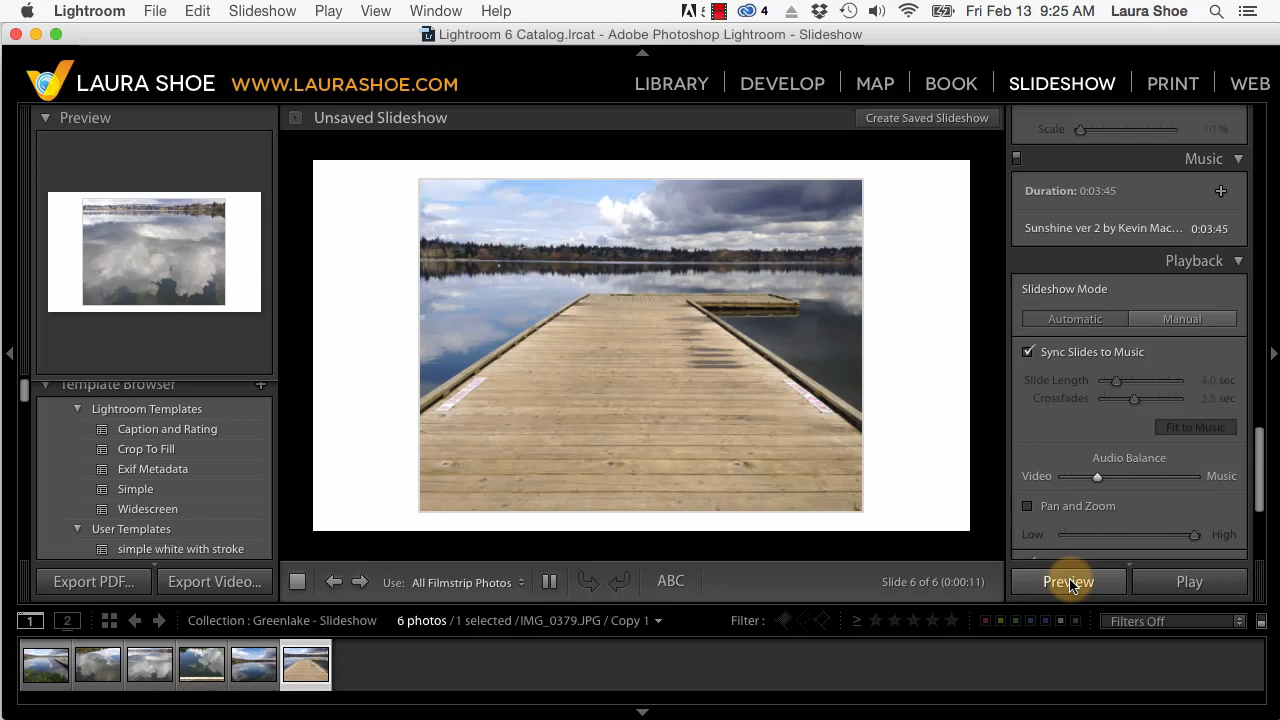 Lightroom File Edit Slideshow Play View Window Help 4 Fri Feb 13 9:25 AM Laura Shoe
Lightroom 6 Catalog.lrcat - Adobe Photoshop Lightroom - Slideshow
LAURA SHOE WWW.LAURASHOE.COM LIBRARY DEVELOP MAP BOOK SLIDESHOW PRINT WEB
Preview
Unsaved Slideshow
Create Saved Slideshow
Template Browser
Lightroom Templates
Caption and Rating
Crop To Fill
Exif Metadata
Simple
Widescreen
User Templates
simple white with stroke
Export PDF...
Export Video...
Use: All Filmstrip Photos ABC Slide 6 of 6 (0:00:11)
Scale 10 %
Music
Duration: 0:03:45
Sunshine ver 2 by Kevin Mac... 0:03:45
Playback
Slideshow Mode
Automatic Manual
Sync Slides to Music
Slide Length 4.0 sec
Crossfades 2.5 sec
Fit to Music
Audio Balance
Video Music
Pan and Zoom
Low High
Preview Play
1 2 Collection : Greenlake - Slideshow 6 photos / 1 selected / IMG_0379.JPG / Copy 1 Filter : Filters Off